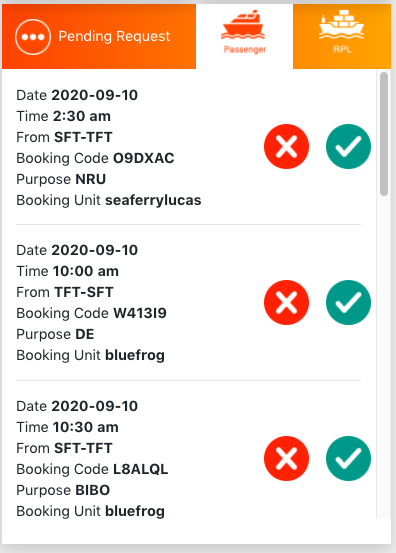 Pending Request
Passenger
RPL
Date 2020-09-10
Time 2:30 am
From SFT-TFT
Booking Code O9DXAC
Purpose NRU
Booking Unit seaferrylucas
Date 2020-09-10
Time 10:00 am
From TFT-SFT
Booking Code W413I9
Purpose DE
Booking Unit bluefrog
Date 2020-09-10
Time 10:30 am
From SFT-TFT
Booking Code L8ALQL
Purpose BIBO
Booking Unit bluefrog